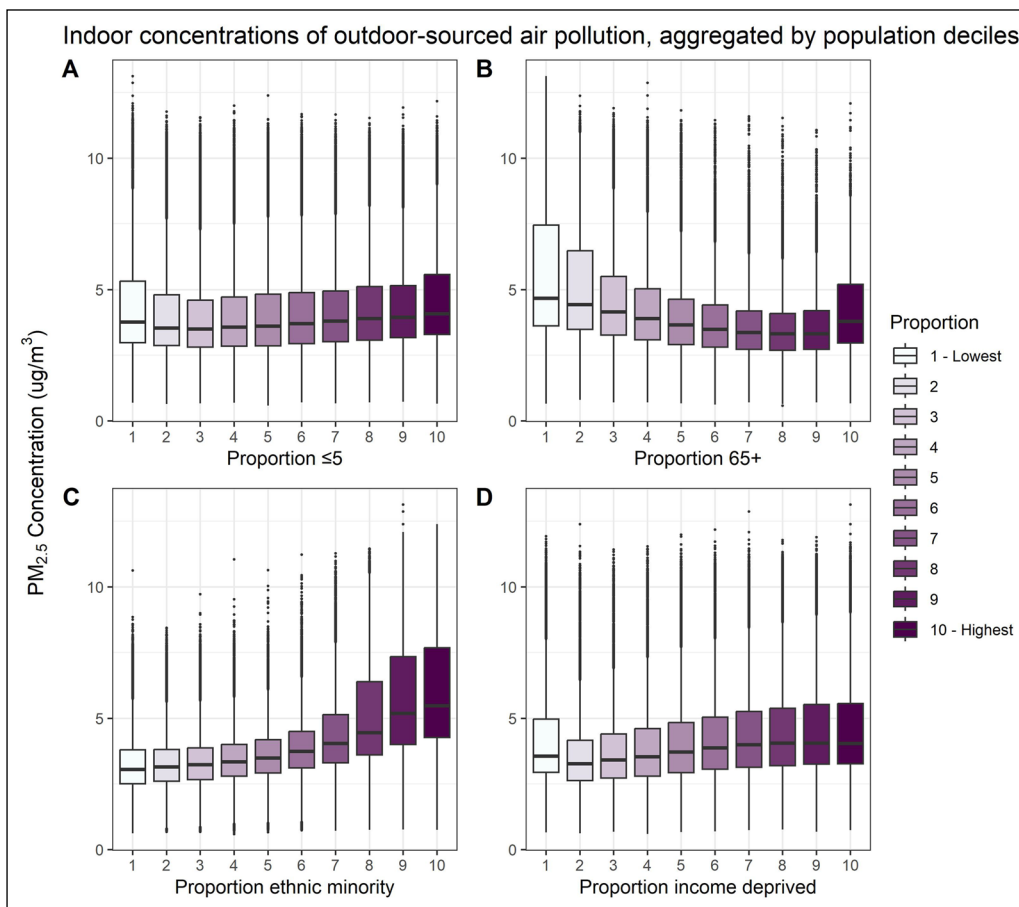 Indoor concentrations of outdoor-sourced air pollution, aggregated by population deciles
A
B
10
5
0
10
5
0
1 2 3 4 5 6 7 8 9 10
1 2 3 4 5 6 7 8 9 10
Proportion ≤5
Proportion 65+
PM2.5 Concentration (ug/m³)
C
D
10
5
0
10
5
0
1 2 3 4 5 6 7 8 9 10
1 2 3 4 5 6 7 8 9 10
Proportion ethnic minority
Proportion income deprived
Proportion
1 - Lowest
2
3
4
5
6
7
8
9
10 - Highest